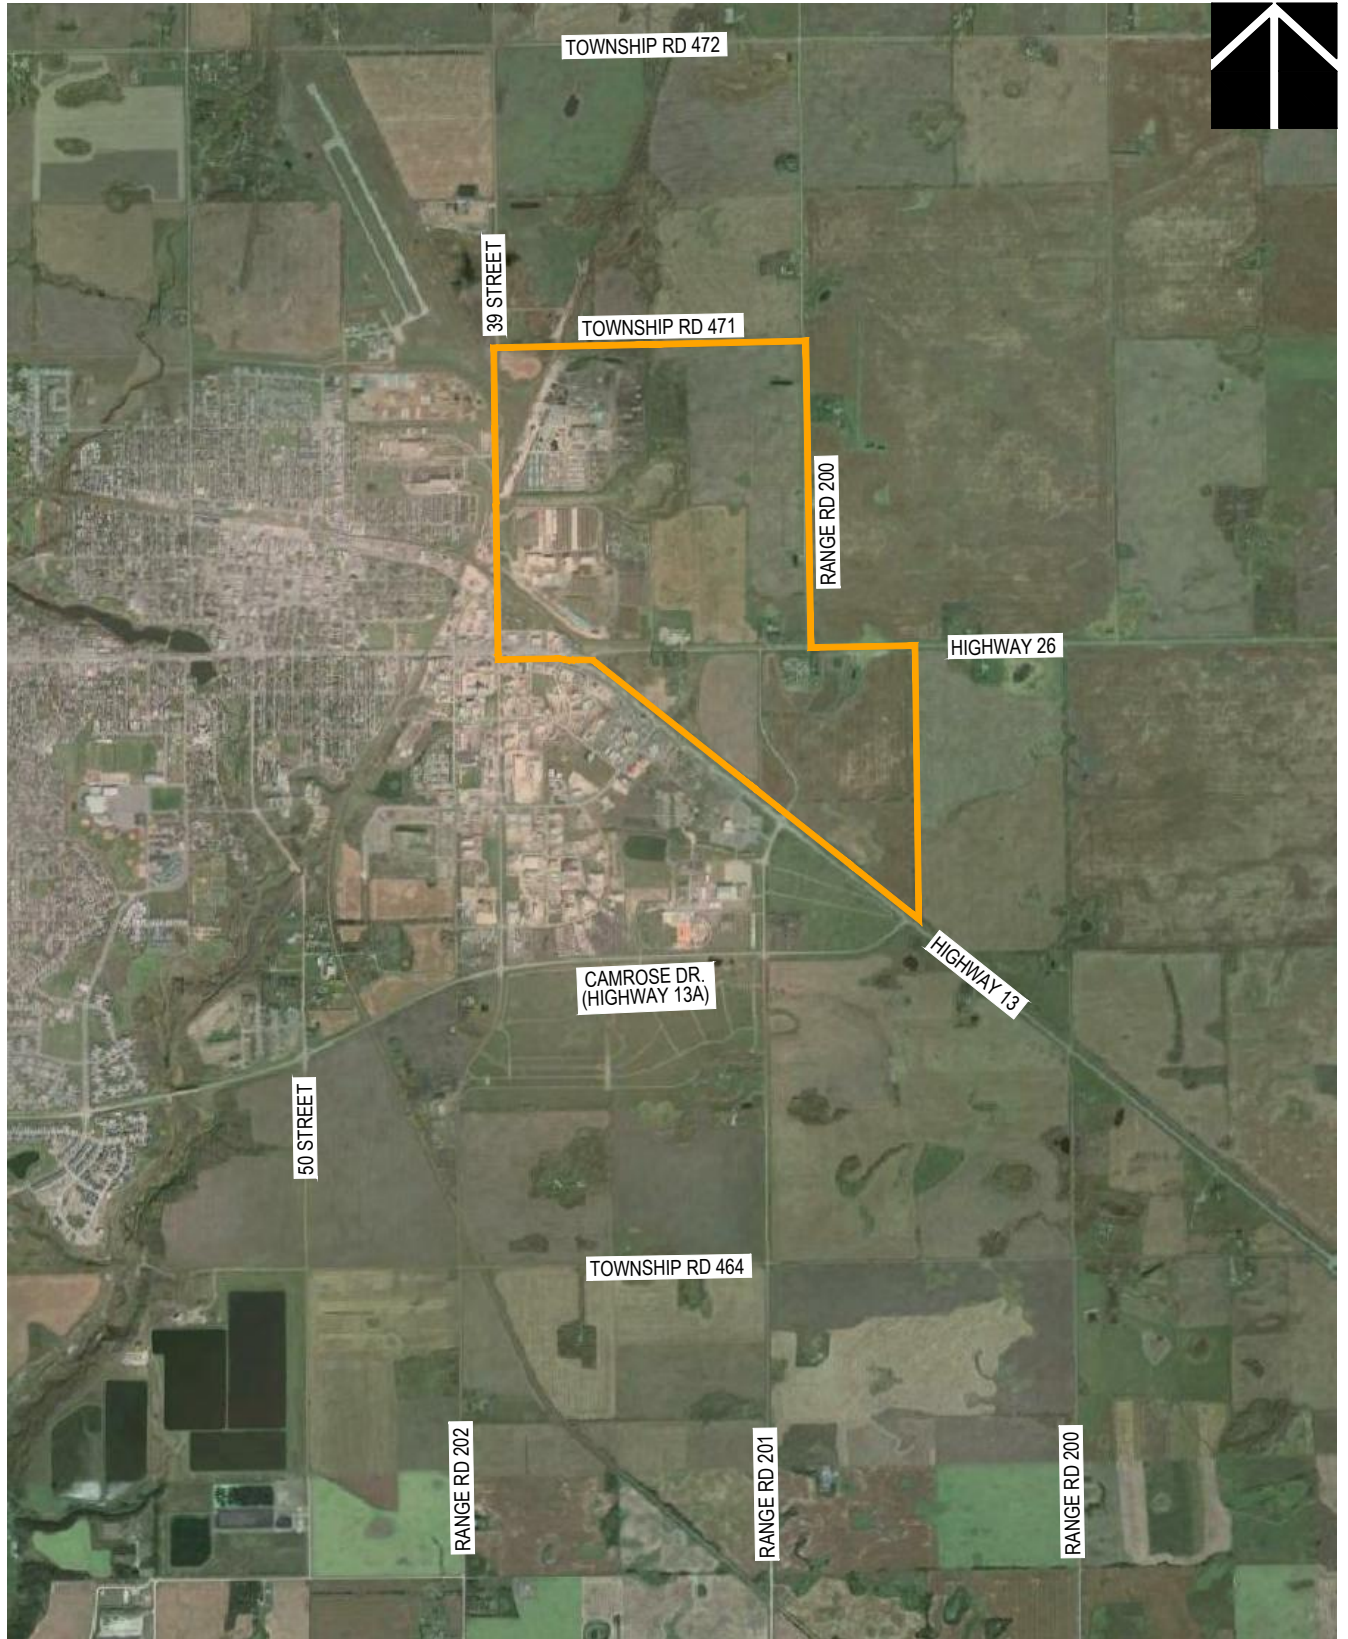 TOWNSHIP RD 472
39 STREET
TOWNSHIP RD 471
RANGE RD 200
HIGHWAY 26
HIGHWAY 13
CAMROSE DR.
(HIGHWAY 13A)
50 STREET
TOWNSHIP RD 464
RANGE RD 202
RANGE RD 201
RANGE RD 200